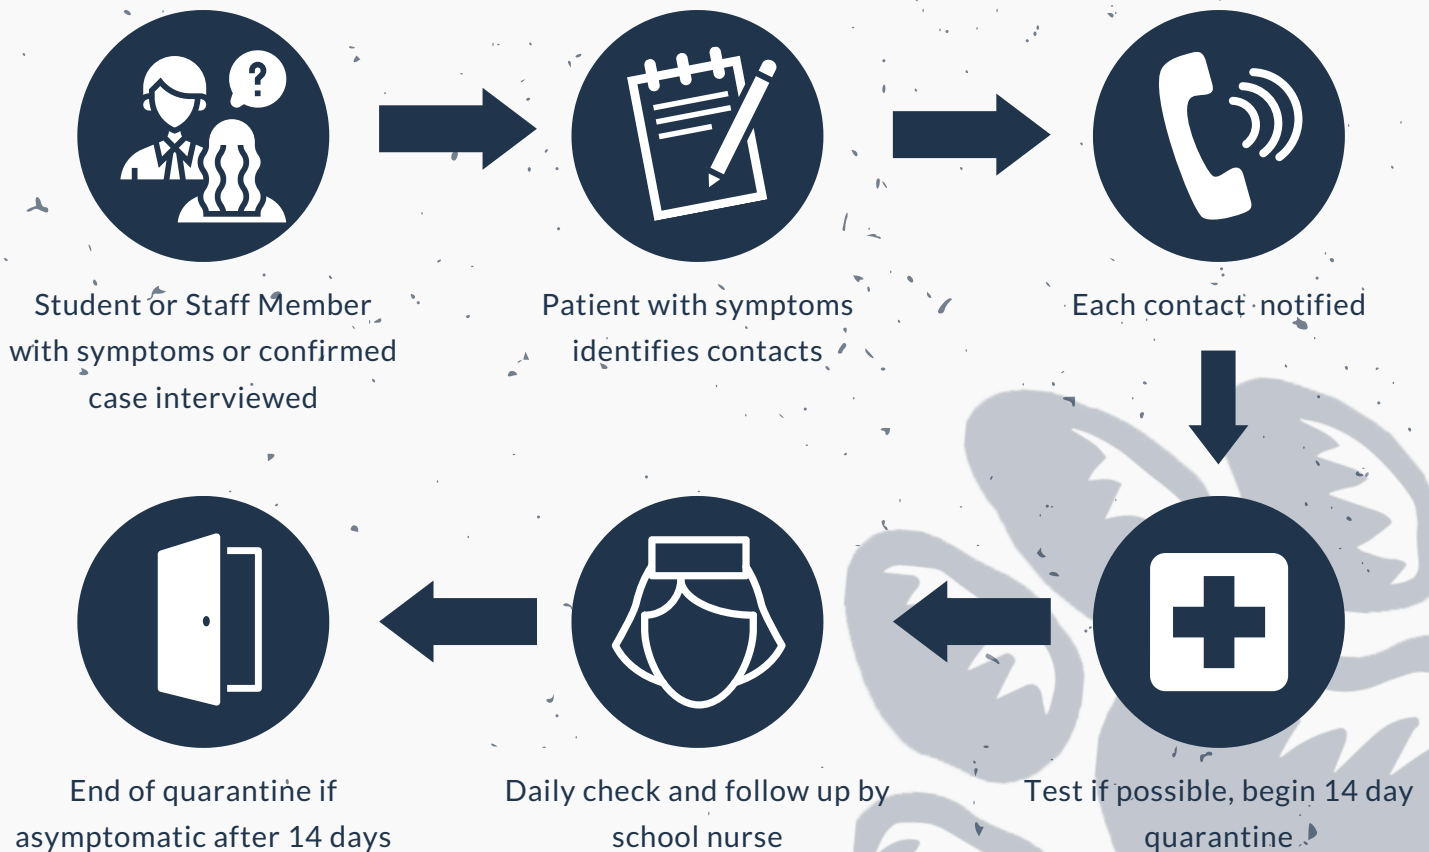 ?
Student or Staff Member
with symptoms or confirmed
case interviewed
Patient with symptoms
identifies contacts
Each contact notified
Test if possible, begin 14 day
quarantine
Daily check and follow up by
school nurse
End of quarantine if
asymptomatic after 14 days